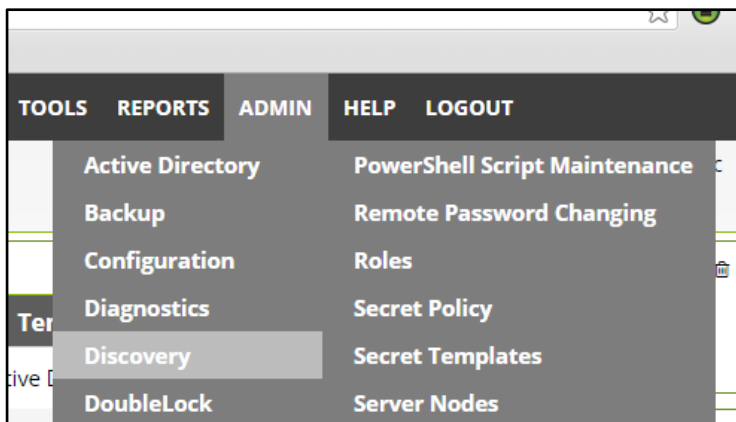 TOOLS REPORTS ADMIN HELP LOGOUT
Active Directory PowerShell Script Maintenance
Backup Remote Password Changing
Configuration Roles
Diagnostics Secret Policy
Discovery Secret Templates
DoubleLock Server Nodes